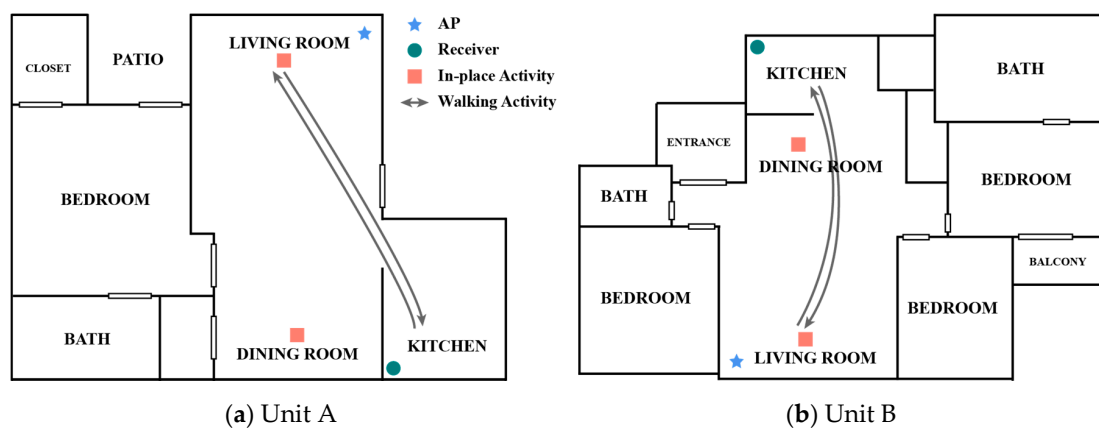 LIVING ROOM
CLOSET
PATIO
BEDROOM
BATH
DINING ROOM
KITCHEN
AP
Receiver
In-place Activity
Walking Activity
(a) Unit A
KITCHEN
BATH
ENTRANCE
DINING ROOM
BEDROOM
BATH
BALCONY
BEDROOM
BEDROOM
LIVING ROOM
(b) Unit B